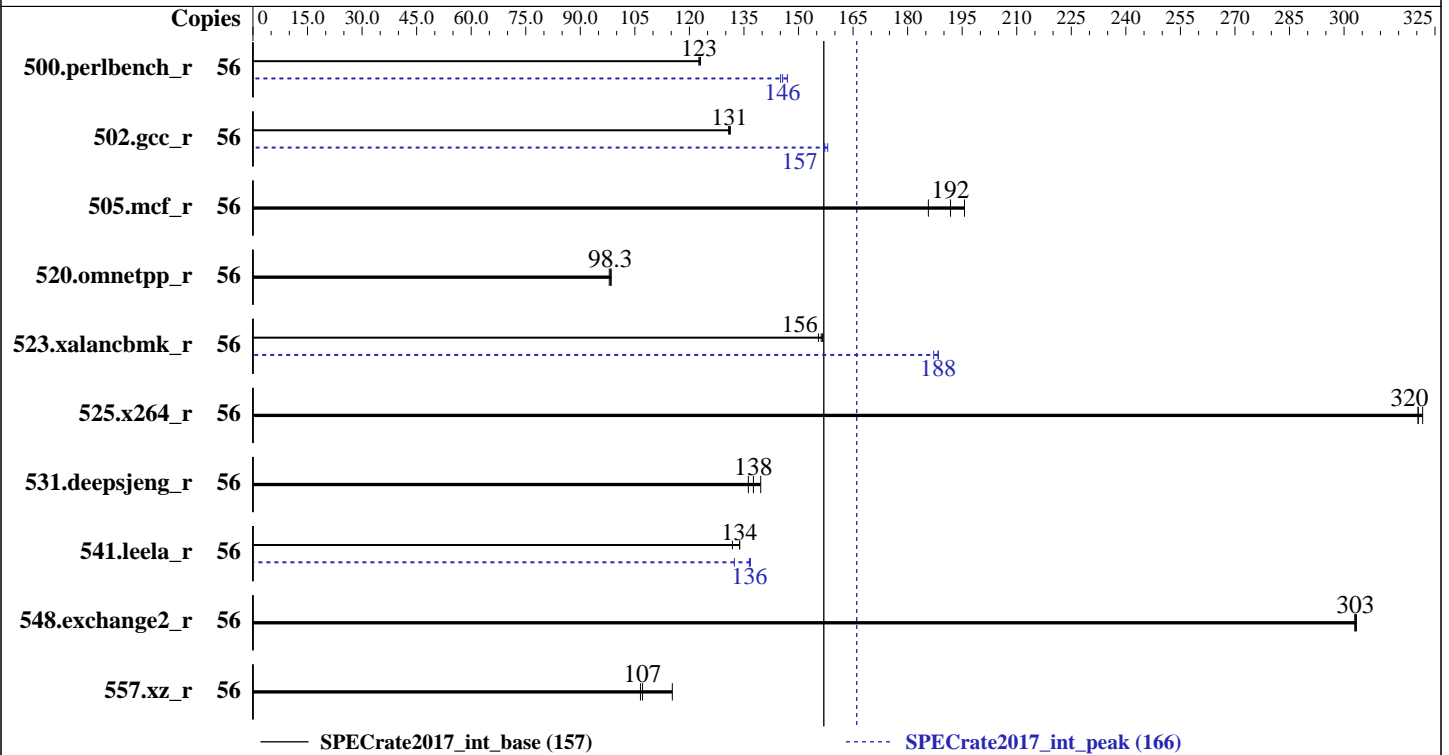 Copies 0 15.0 30.0 45.0 60.0 75.0 90.0 105 120 135 150 165 180 195 210 225 240 255 270 285 300 325
500.perlbench_r 56 123
146
502.gcc_r 56 131
157
505.mcf_r 56 192
520.omnetpp_r 56 98.3
523.xalancbmk_r 56 156
188
525.x264_r 56 320
531.deepsjeng_r 56 138
541.leela_r 56 134
136
548.exchange2_r 56 303
557.xz_r 56 107
SPECrate2017_int_base (157) SPECrate2017_int_peak (166)